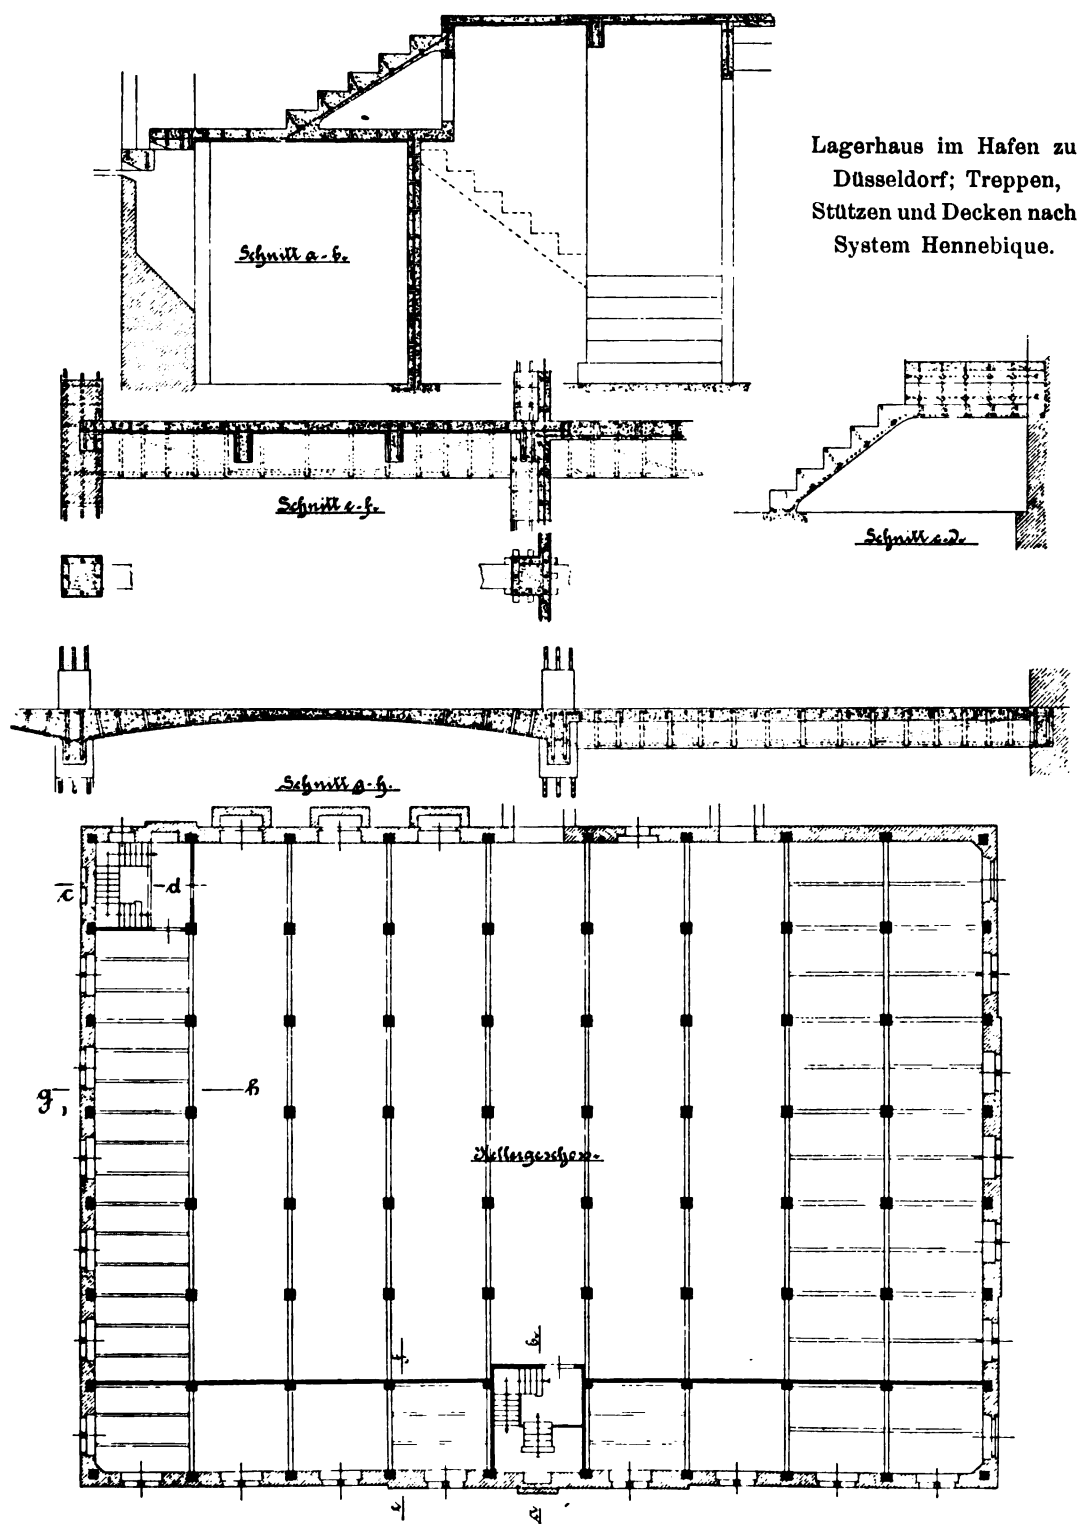 Lagerhaus im Hafen zu
Düsseldorf; Treppen,
Stützen und Decken nach
System Hennebique.
Schnitt a-b.
Schnitt e-f.
Schnitt c-d.
Schnitt g-h.
c
d
g
h
Kellergeschoss.
f
b.
e
a